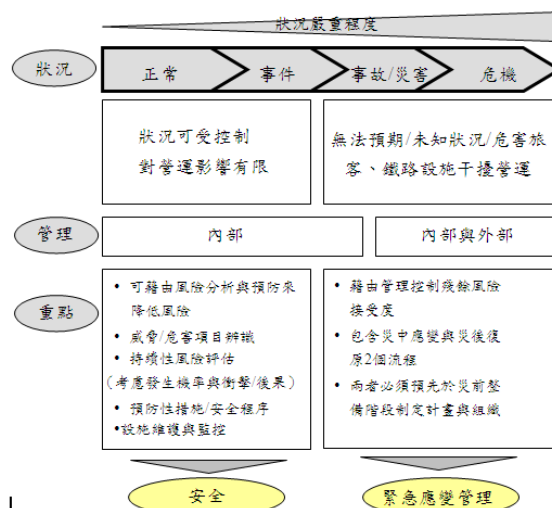 狀況嚴重程度
狀況
正常
事件
事故/災害
危機
狀況可受控制
對營運影響有限
無法預期/未知狀況/危害旅
客、鐵路設施干擾營運
管理
內部
內部與外部
重點
• 可藉由風險分析與預防來
降低風險
• 威脅/危害項目辨識
• 持續性風險評估
(考慮發生機率與衝擊/後果)
• 預防性措施/安全程序
•設施維護與監控
• 藉由管理控制殘餘風險
接受度
• 包含災中應變與災後復
原2個流程
• 兩者必須預先於災前整
備階段制定計畫與組織
安全
緊急應變管理